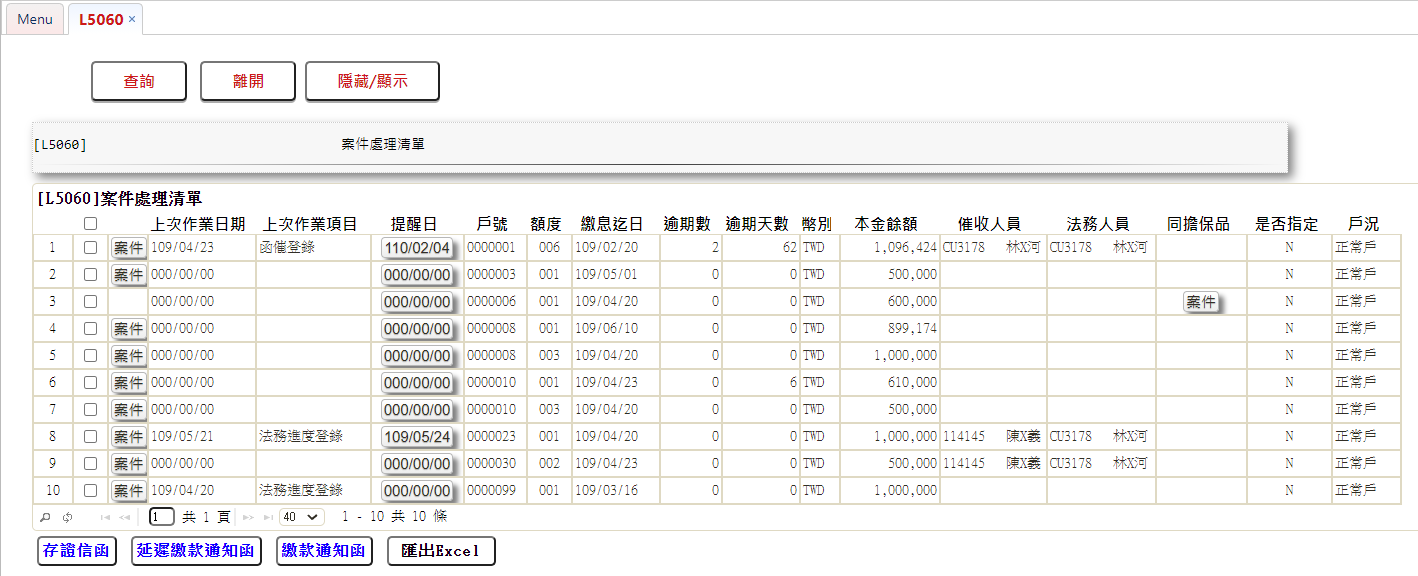 Menu L5060 ×
查詢 離開 隱藏/顯示
[L5060] 案件處理清單
[L5060]案件處理清單
上次作業日期 上次作業項目 提醒日 戶號 額度 繳息迄日 逾期數 逾期天數 幣別 本金餘額 催收人員 法務人員 同擔保品 是否指定 戶況
1 案件 109/04/23 函催登錄 110/02/04 0000001 006 109/02/20 2 62 TWD 1,096,424 CU3178 林X河 CU3178 林X河 N 正常戶
2 案件 000/00/00 000/00/00 0000003 001 109/05/01 0 0 TWD 500,000 N 正常戶
3 000/00/00 000/00/00 0000006 001 109/04/20 0 0 TWD 600,000 案件 N 正常戶
4 案件 000/00/00 000/00/00 0000008 001 109/06/10 0 0 TWD 899,174 N 正常戶
5 案件 000/00/00 000/00/00 0000008 003 109/04/20 0 0 TWD 1,000,000 N 正常戶
6 案件 000/00/00 000/00/00 0000010 001 109/04/23 0 6 TWD 610,000 N 正常戶
7 案件 000/00/00 000/00/00 0000010 003 109/04/20 0 0 TWD 500,000 N 正常戶
8 案件 109/05/21 法務進度登錄 109/05/24 0000023 001 109/04/20 0 0 TWD 1,000,000 114145 陳X義 CU3178 林X河 N 正常戶
9 案件 000/00/00 000/00/00 0000030 002 109/04/23 0 0 TWD 500,000 114145 陳X義 CU3178 林X河 N 正常戶
10 案件 109/04/20 法務進度登錄 000/00/00 0000099 001 109/03/16 0 0 TWD 1,000,000 N 正常戶
1 共 1 頁 40 1 - 10 共 10 條
存證信函 延遲繳款通知函 繳款通知函 匯出Excel